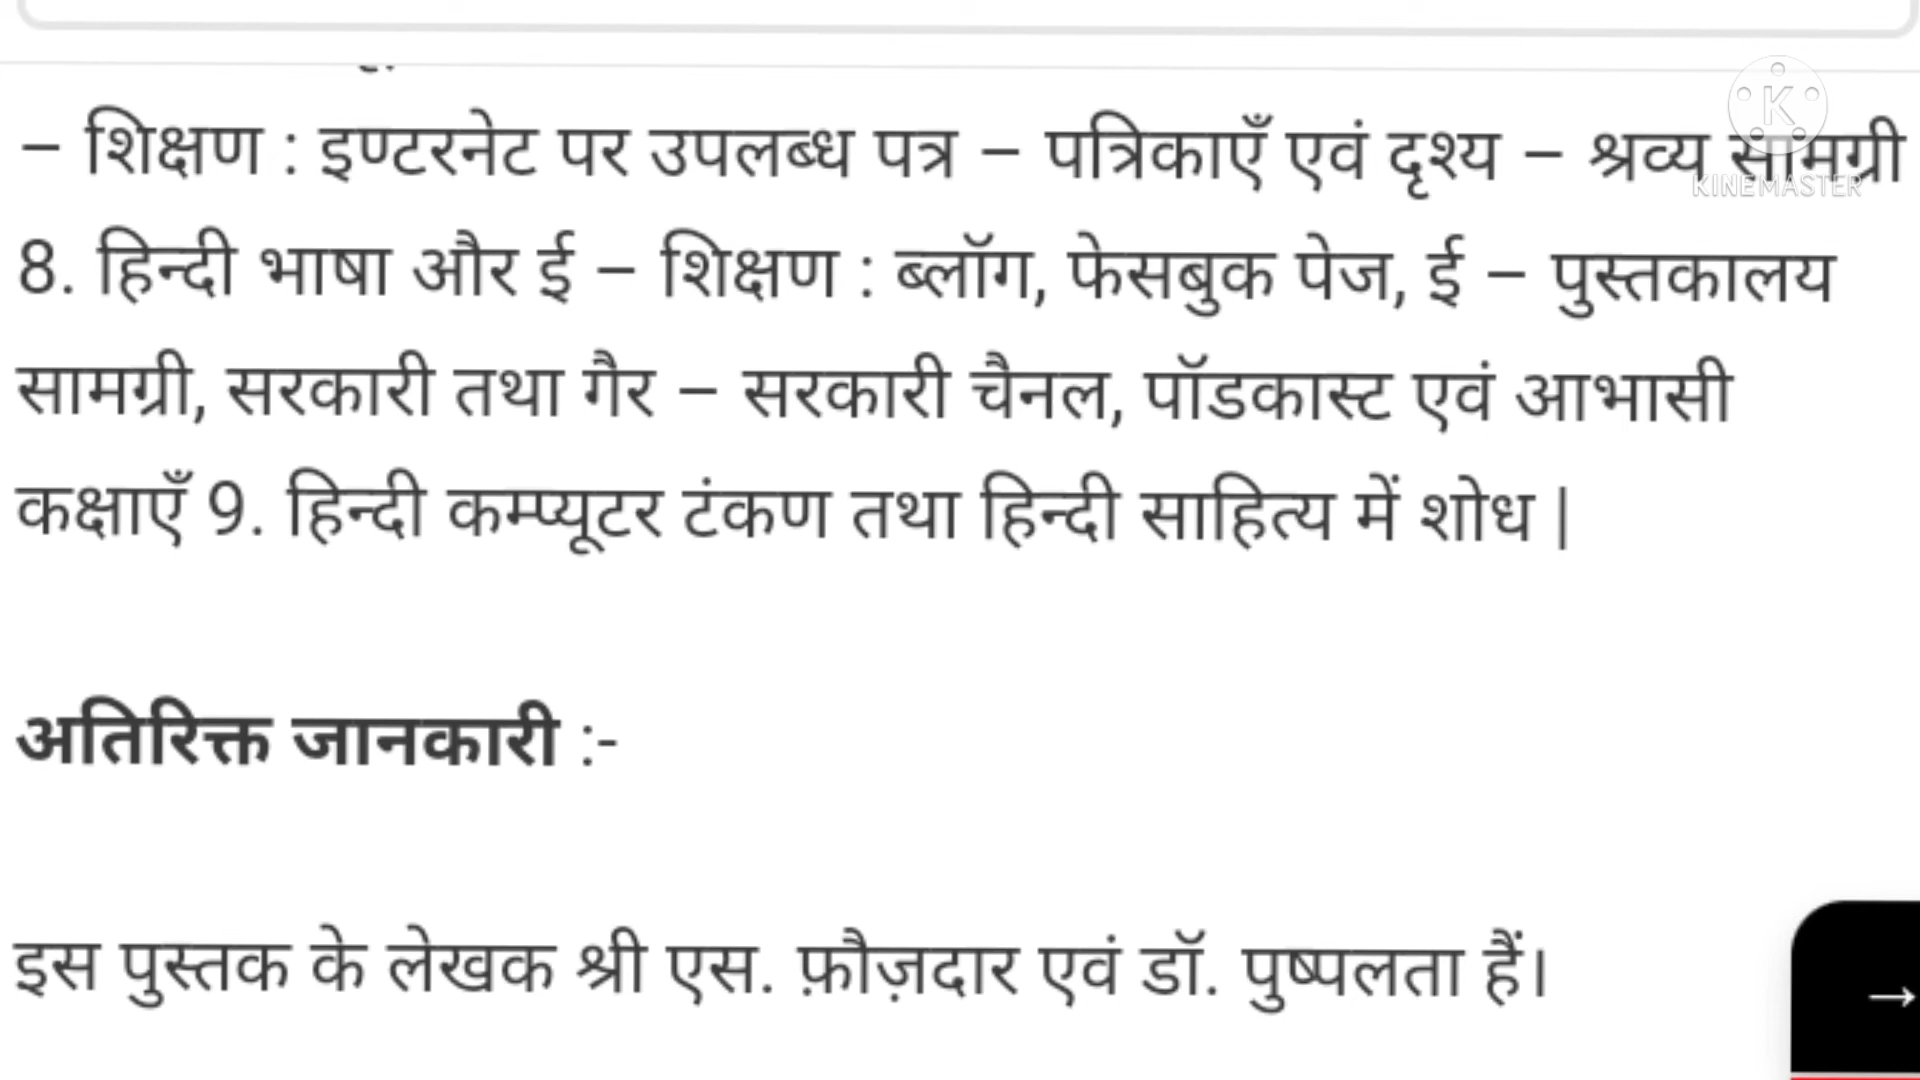 – शिक्षण : इण्टरनेट पर उपलब्ध पत्र – पत्रिकाएँ एवं दृश्य – श्रव्य सामग्री
8. हिन्दी भाषा और ई – शिक्षण : ब्लॉग, फेसबुक पेज, ई – पुस्तकालय
सामग्री, सरकारी तथा गैर – सरकारी चैनल, पॉडकास्ट एवं आभासी
कक्षाएँ 9. हिन्दी कम्प्यूटर टंकण तथा हिन्दी साहित्य में शोध |
अतिरिक्त जानकारी :-
इस पुस्तक के लेखक श्री एस. फ़ौज़दार एवं डॉ. पुष्पलता हैं।
K
KINEMASTER
→